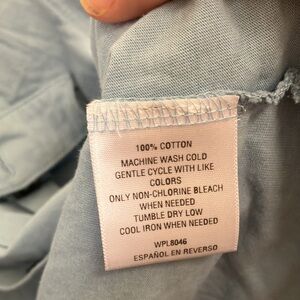 100% COTTON
MACHINE WASH COLD
GENTLE CYCLE WITH LIKE
COLORS
ONLY NON-CHLORINE BLEACH
WHEN NEEDED
TUMBLE DRY LOW
COOL IRON WHEN NEEDED
WPL8046
ESPAÑOL EN REVERSO